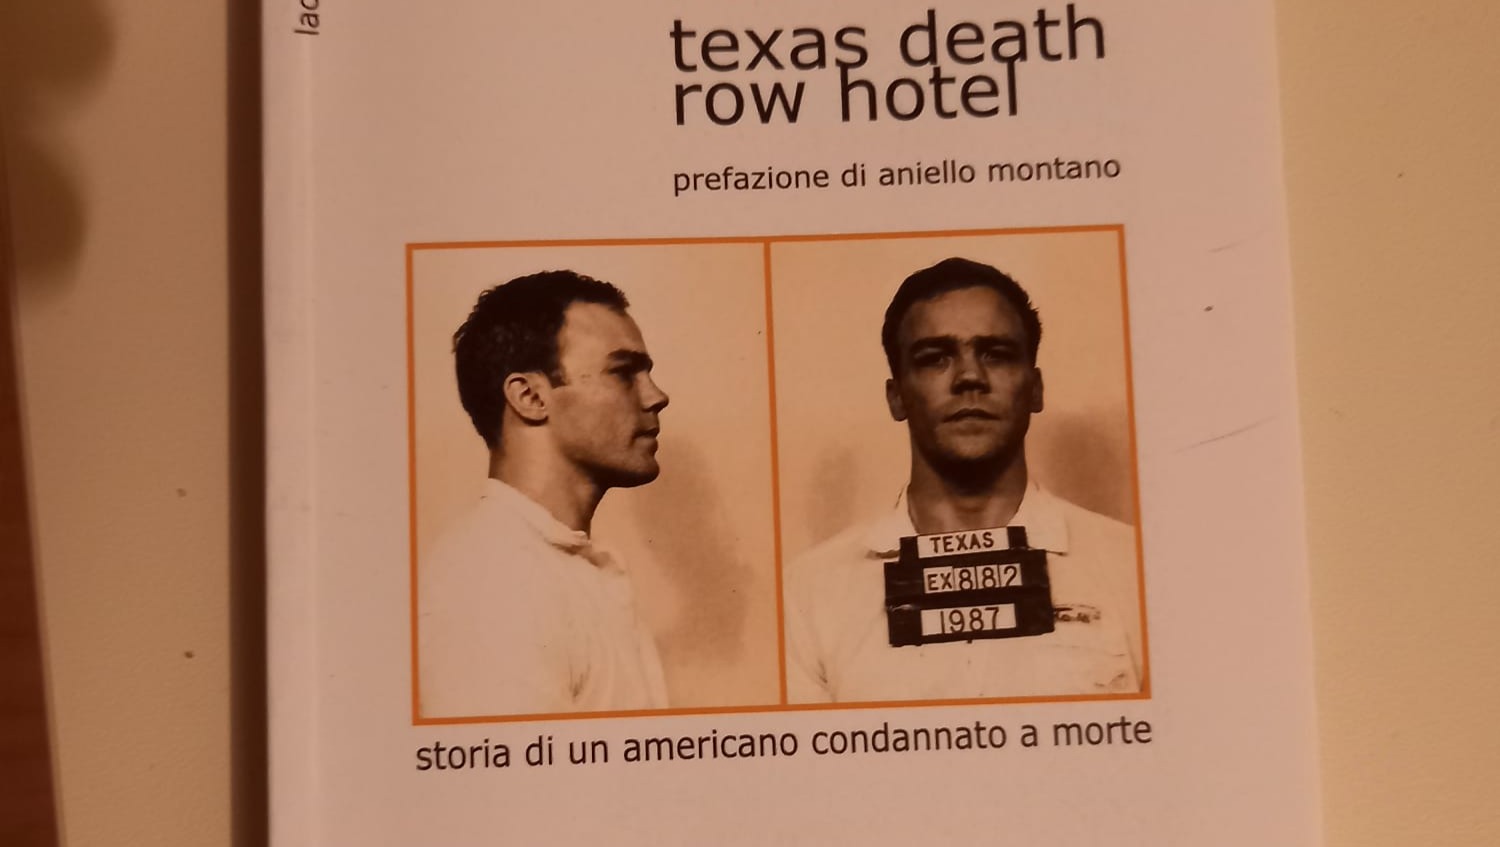 texas death
row hotel
prefazione di aniello montano
TEXAS
EX882
1987
storia di un americano condannato a morte